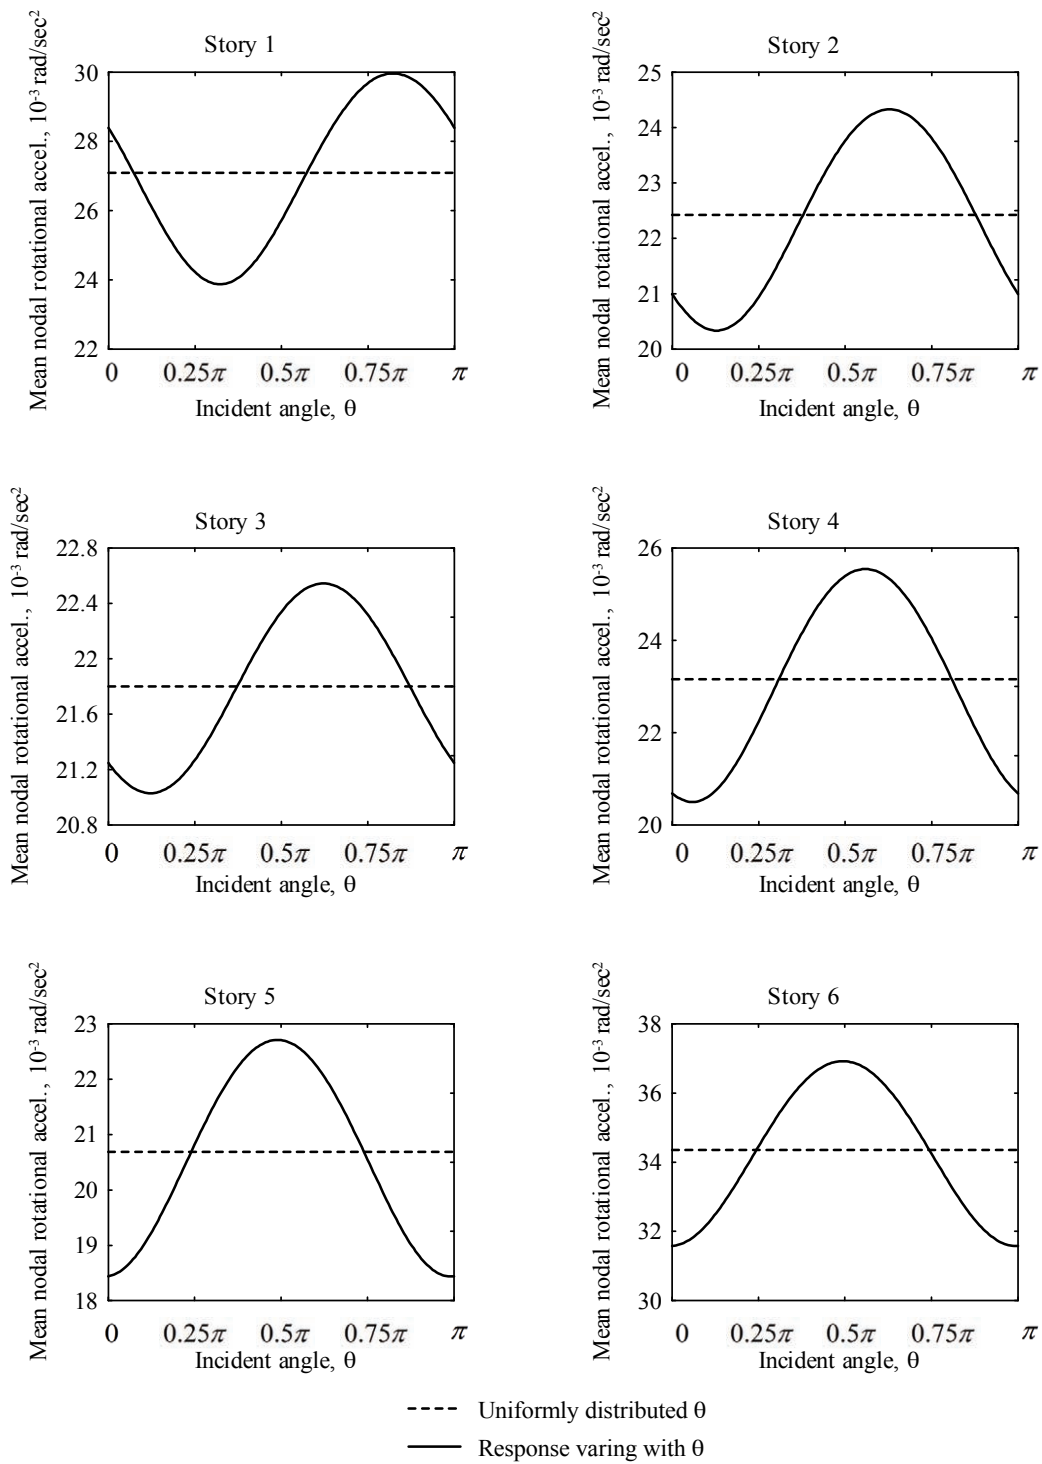 Story 1
Mean nodal rotational accel., 10-3 rad/sec2
30
28
26
24
22
0 0.25π 0.5π 0.75π π
Incident angle, θ
Story 2
Mean nodal rotational accel., 10-3 rad/sec2
25
24
23
22
21
20
0 0.25π 0.5π 0.75π π
Incident angle, θ
Story 3
Mean nodal rotational accel., 10-3 rad/sec2
22.8
22.4
22
21.6
21.2
20.8
0 0.25π 0.5π 0.75π π
Incident angle, θ
Story 4
Mean nodal rotational accel., 10-3 rad/sec2
26
24
22
20
0 0.25π 0.5π 0.75π π
Incident angle, θ
Story 5
Mean nodal rotational accel., 10-3 rad/sec2
23
22
21
20
19
18
0 0.25π 0.5π 0.75π π
Incident angle, θ
Story 6
Mean nodal rotational accel., 10-3 rad/sec2
38
36
34
32
30
0 0.25π 0.5π 0.75π π
Incident angle, θ
Uniformly distributed θ
Response varing with θ